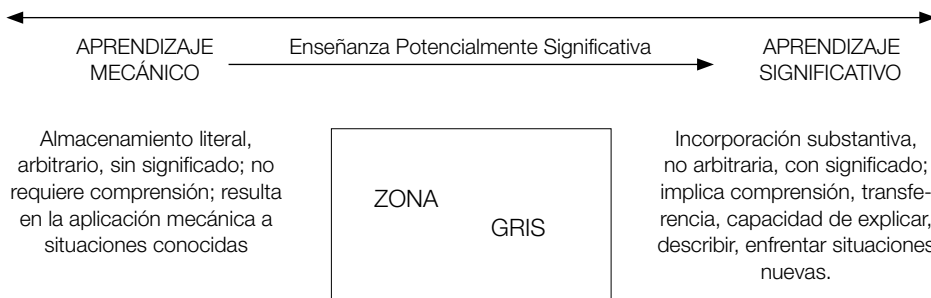 APRENDIZAJE
MECÁNICO
Enseñanza Potencialmente Significativa
APRENDIZAJE
SIGNIFICATIVO
Almacenamiento literal,
arbitrario, sin significado; no
requiere comprensión; resulta
en la aplicación mecánica a
situaciones conocidas
ZONA
GRIS
Incorporación substantiva,
no arbitraria, con significado;
implica comprensión, transfe-
rencia, capacidad de explicar,
describir, enfrentar situaciones
nuevas.